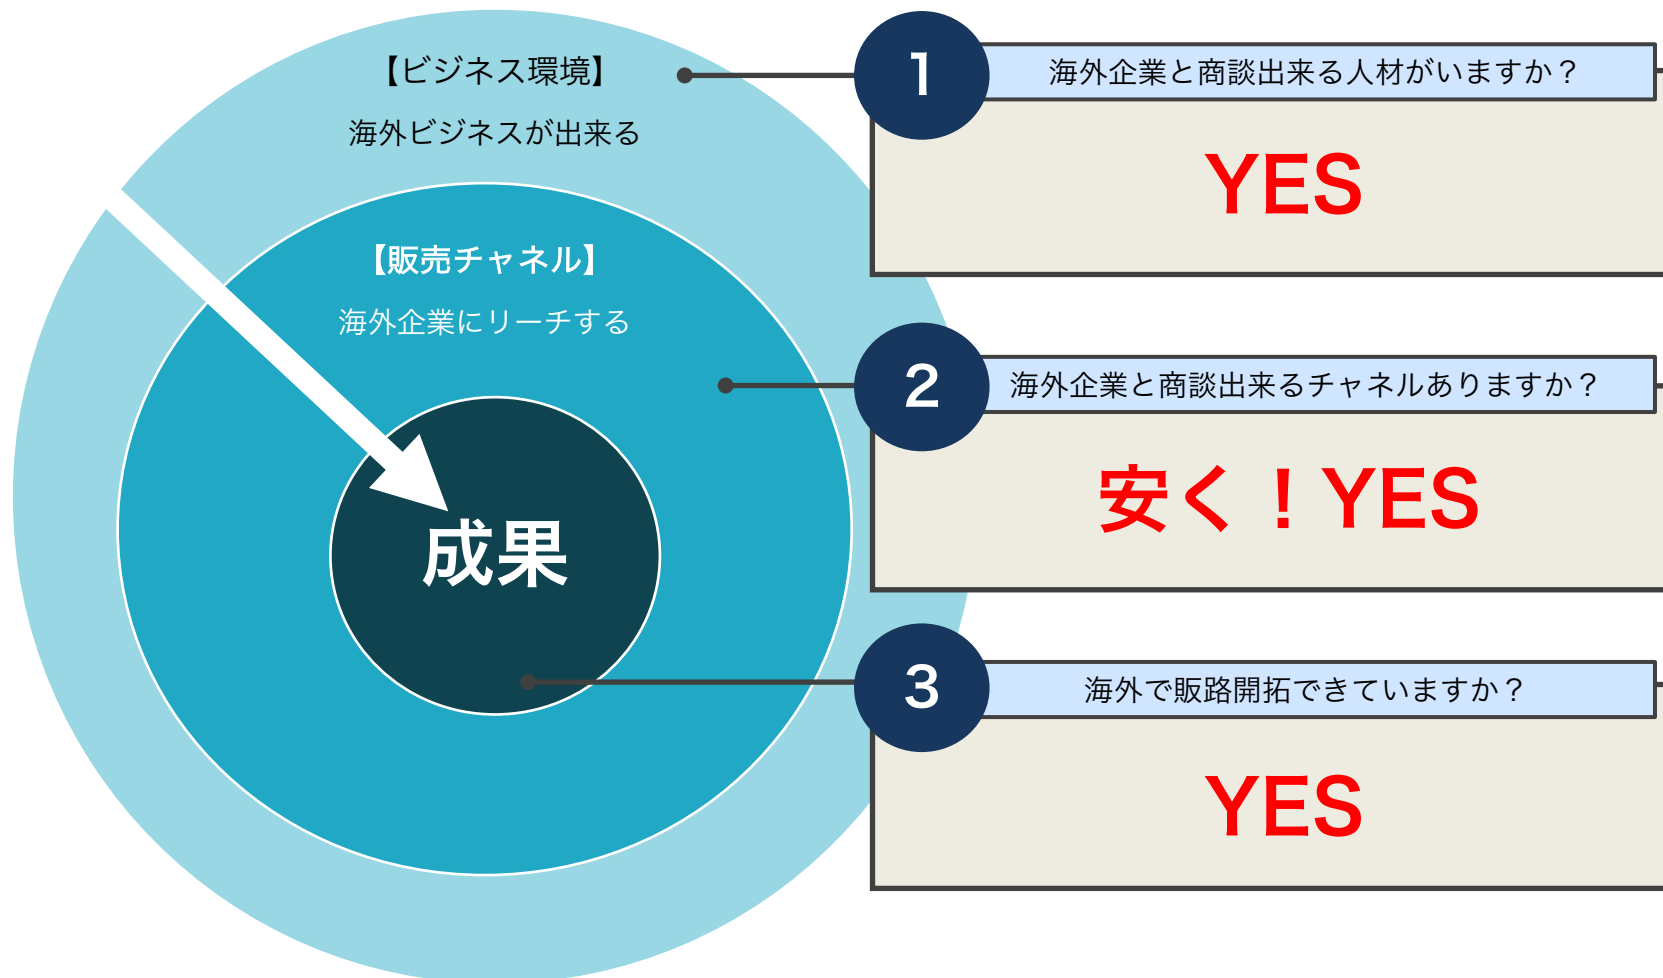 【ビジネス環境】
海外ビジネスが出来る
【販売チャネル】
海外企業にリーチする
成果
1
海外企業と商談出来る人材がいますか？
YES
2
海外企業と商談出来るチャネルありますか？
安く！YES
3
海外で販路開拓できていますか？
YES